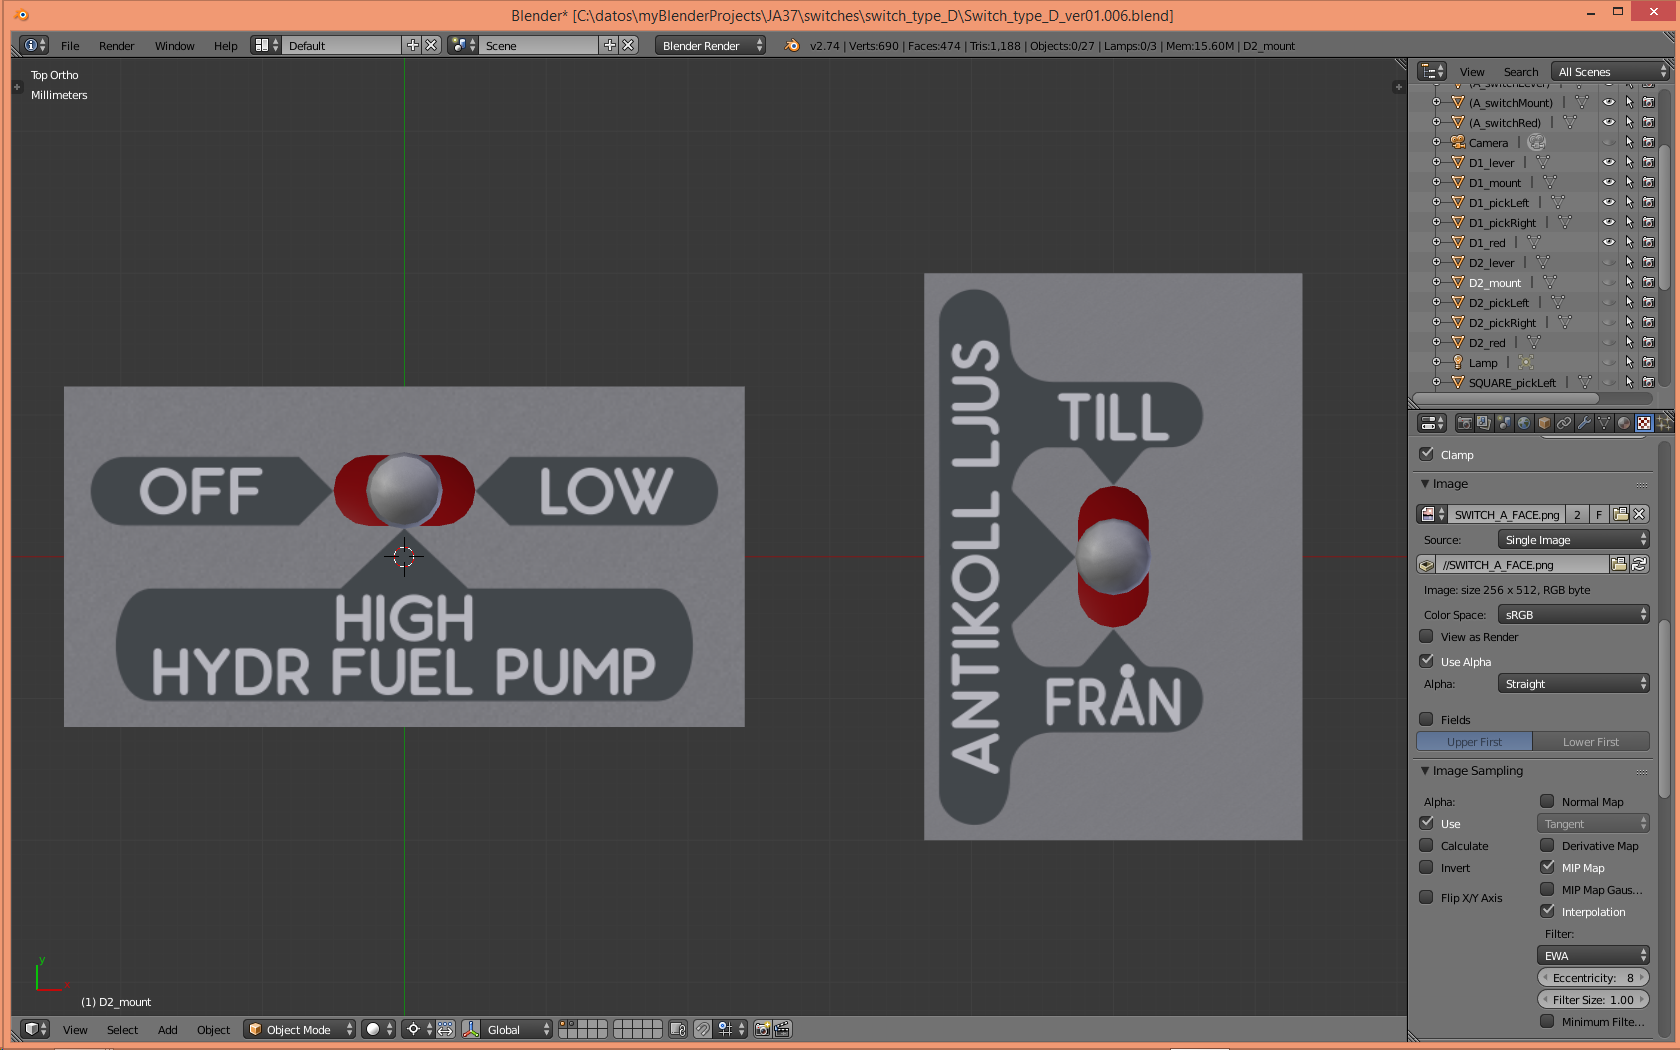 Blender* [C:\datos\myBlenderProjects\JA37\switches\switch_type_D\Switch_type_D_ver01.006.blend]
File Render Window Help Default Scene Blender Render v2.74 | Verts:690 | Faces:474 | Tris:1,188 | Objects:0/27 | Lamps:0/3 | Mem:15.60M | D2_mount
Top Ortho
Millimeters
OFF
LOW
HIGH
HYDR FUEL PUMP
ANTIKOLL LJUS
TILL
FRÅN
y
x
(1) D2_mount
View Select Add Object Object Mode Global
View Search All Scenes
(A_switchLever)
(A_switchMount)
(A_switchRed)
Camera
D1_lever
D1_mount
D1_pickLeft
D1_pickRight
D1_red
D2_lever
D2_mount
D2_pickLeft
D2_pickRight
D2_red
Lamp
SQUARE_pickLeft
Clamp
Image
SWITCH_A_FACE.png 2 F
Source: Single Image
//SWITCH_A_FACE.png
Image: size 256 x 512, RGB byte
Color Space: sRGB
View as Render
Use Alpha
Alpha: Straight
Fields
Upper First Lower First
Image Sampling
Alpha: Normal Map
Use Tangent
Calculate Derivative Map
Invert MIP Map
MIP Map Gaus...
Flip X/Y Axis
Interpolation
Filter:
EWA
Eccentricity: 8
Filter Size: 1.00
Minimum Filte...